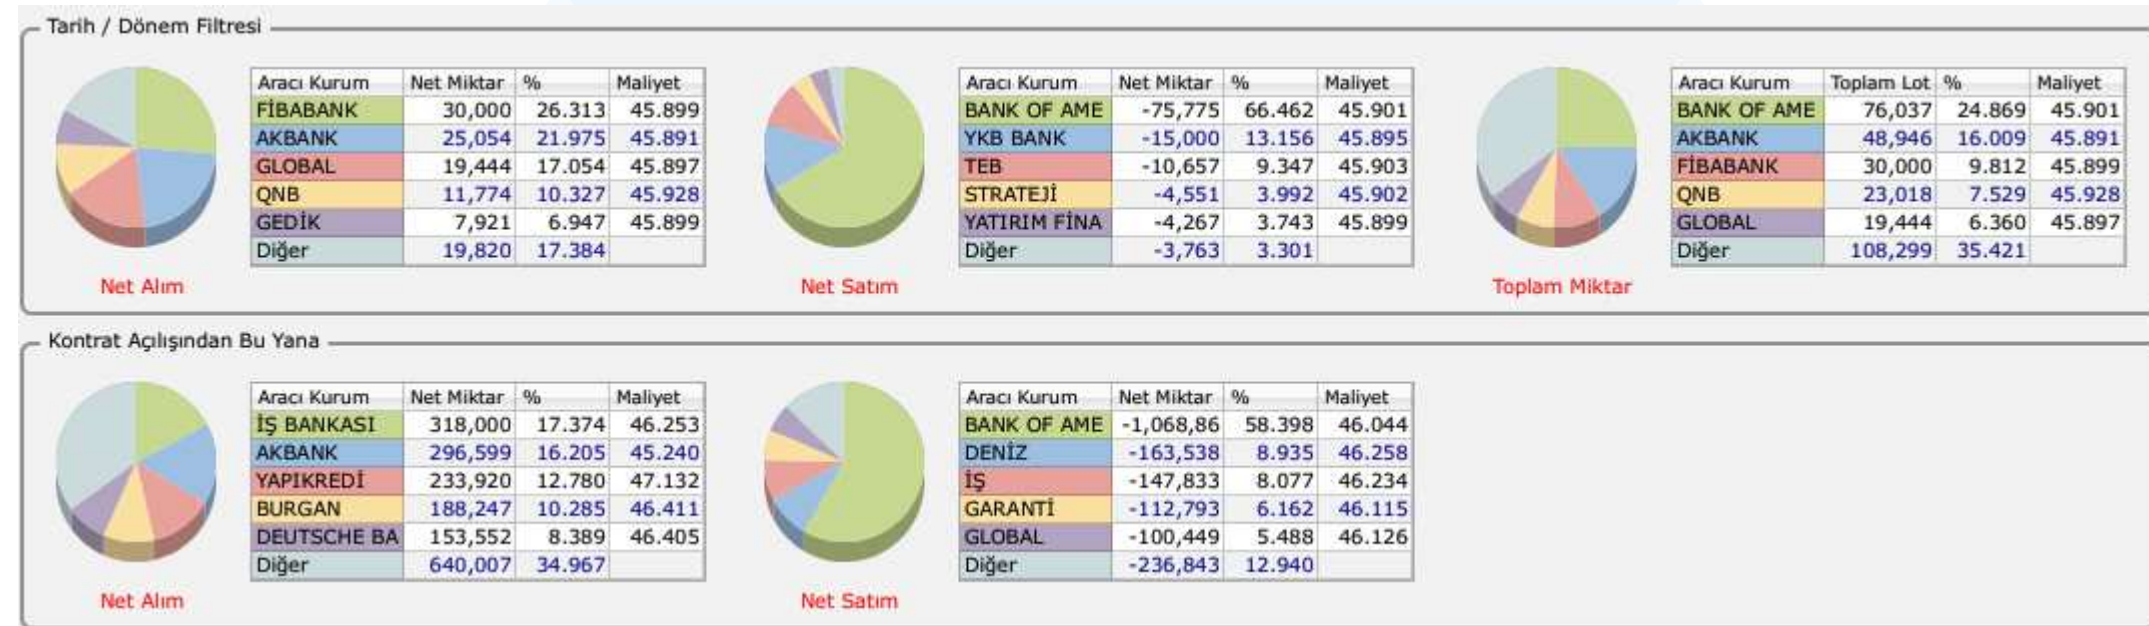 Tarih / Dönem Filtresi
Aracı Kurum Net Miktar % Maliyet
FİBABANK 30,000 26.313 45.899
AKBANK 25,054 21.975 45.891
GLOBAL 19,444 17.054 45.897
QNB 11,774 10.327 45.928
GEDİK 7,921 6.947 45.899
Diğer 19,820 17.384
Net Alım
Aracı Kurum Net Miktar % Maliyet
BANK OF AME -75,775 66.462 45.901
YKB BANK -15,000 13.156 45.895
TEB -10,657 9.347 45.903
STRATEJİ -4,551 3.992 45.902
YATIRIM FİNA -4,267 3.743 45.899
Diğer -3,763 3.301
Net Satım
Aracı Kurum Toplam Lot % Maliyet
BANK OF AME 76,037 24.869 45.901
AKBANK 48,946 16.009 45.891
FİBABANK 30,000 9.812 45.899
QNB 23,018 7.529 45.928
GLOBAL 19,444 6.360 45.897
Diğer 108,299 35.421
Toplam Miktar
Kontrat Açılışından Bu Yana
Aracı Kurum Net Miktar % Maliyet
İŞ BANKASI 318,000 17.374 46.253
AKBANK 296,599 16.205 45.240
YAPIKREDİ 233,920 12.780 47.132
BURGAN 188,247 10.285 46.411
DEUTSCHE BA 153,552 8.389 46.405
Diğer 640,007 34.967
Net Alım
Aracı Kurum Net Miktar % Maliyet
BANK OF AME -1,068,86 58.398 46.044
DENİZ -163,538 8.935 46.258
İŞ -147,833 8.077 46.234
GARANTİ -112,793 6.162 46.115
GLOBAL -100,449 5.488 46.126
Diğer -236,843 12.940
Net Satım